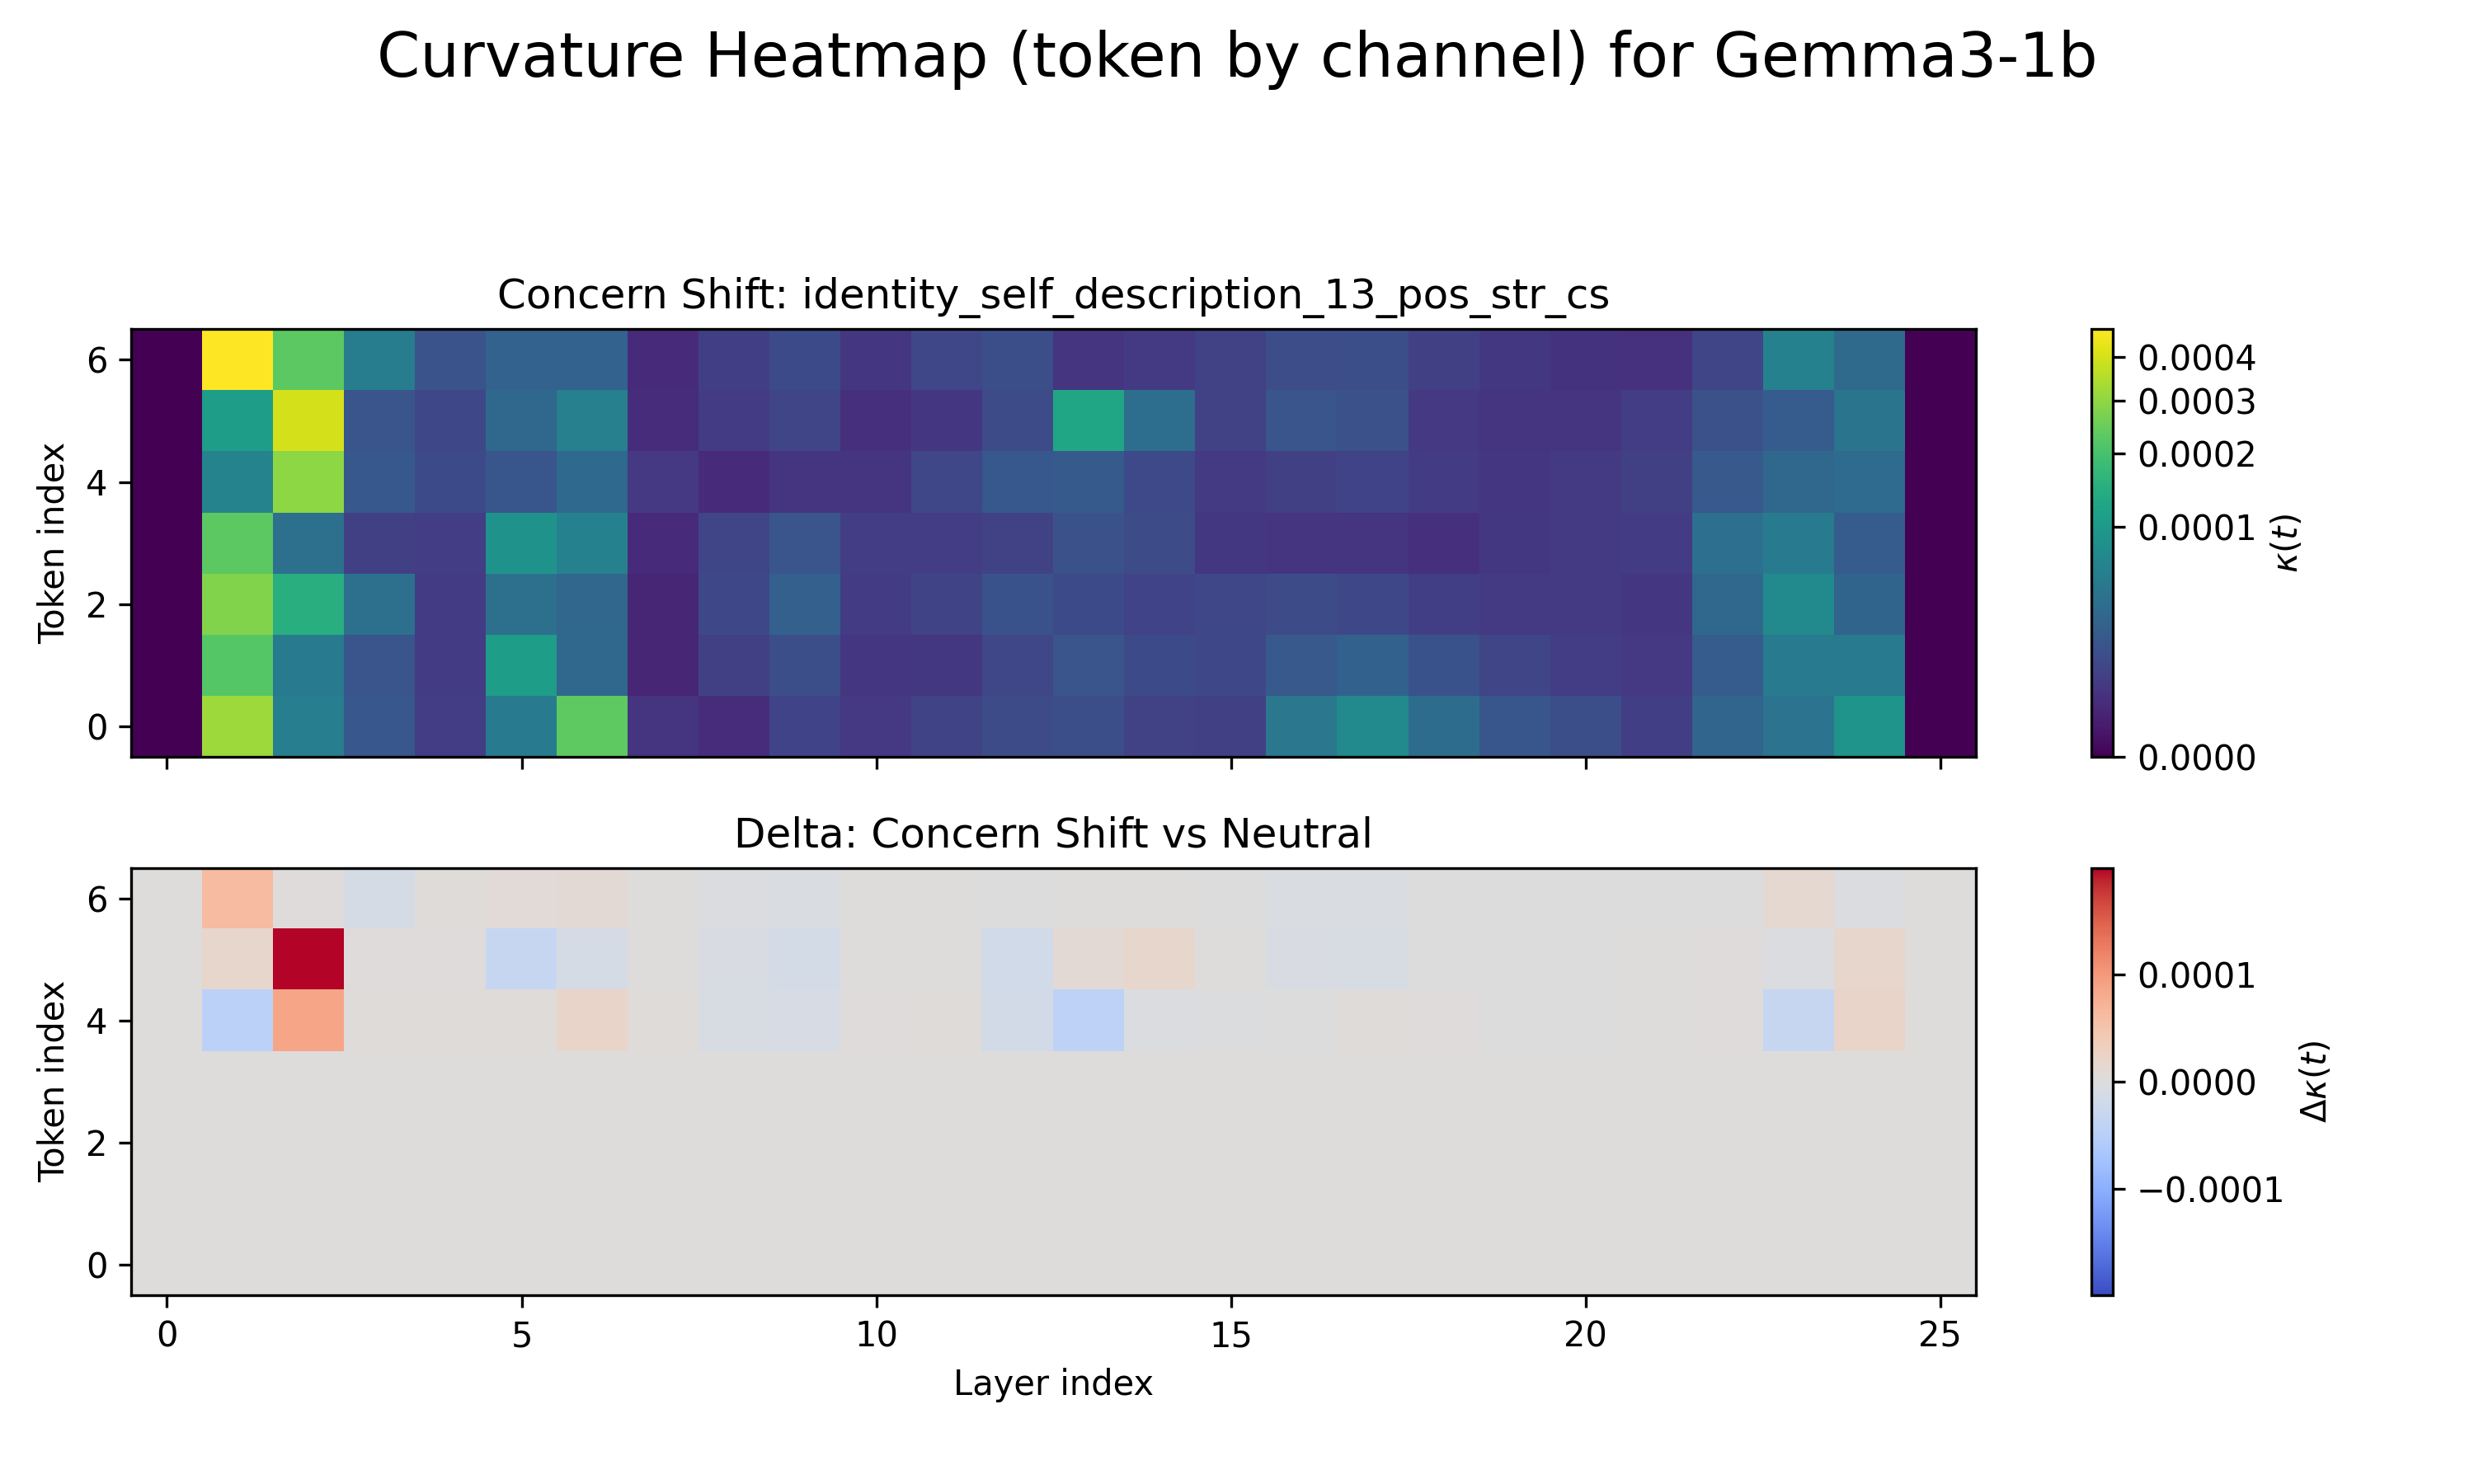 Curvature Heatmap (token by channel) for Gemma3-1b
Concern Shift: identity_self_description_13_pos_str_cs
Token index
6
4
2
0
0.0004
0.0003
0.0002
0.0001
0.0000
κ(t)
Delta: Concern Shift vs Neutral
Token index
6
4
2
0
0 5 10 15 20 25
Layer index
0.0001
0.0000
−0.0001
Δκ(t)